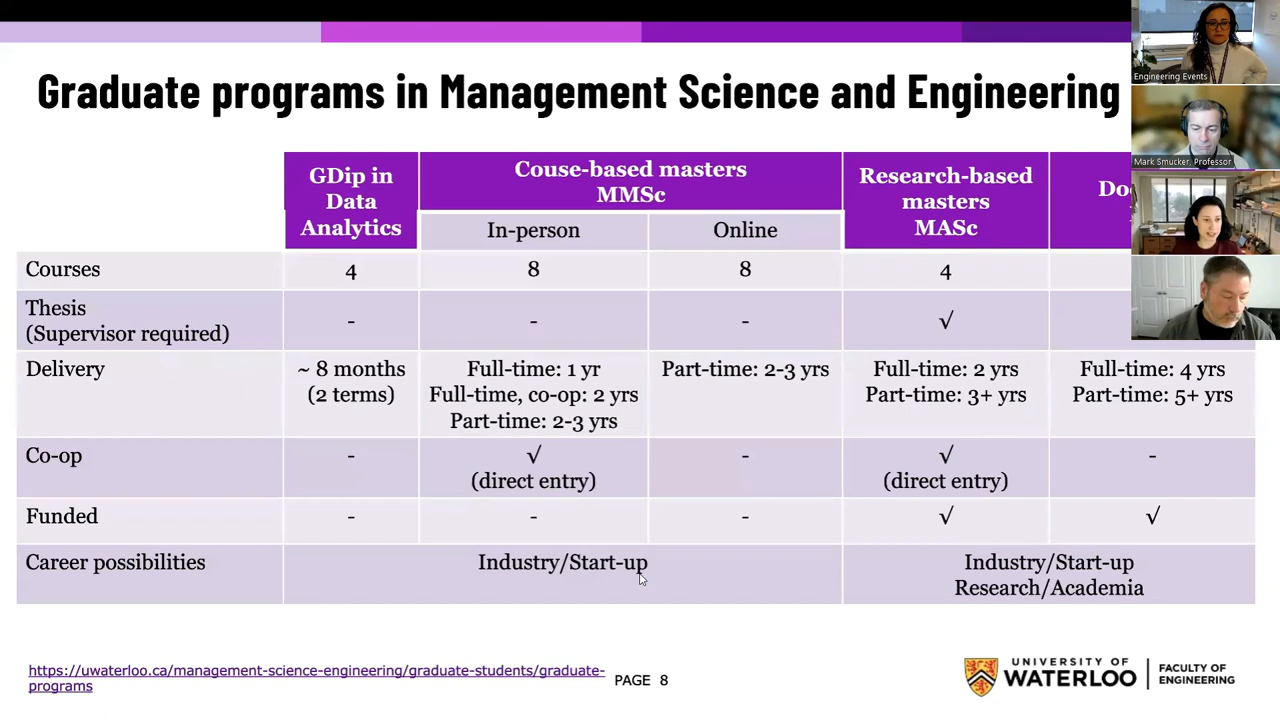 Graduate programs in Management Science and Engineering
GDip in
Data
Analytics
Couse-based masters
MMSc
Research-based
masters
MASc
In-person
Online
Courses
4
8
8
4
Thesis
(Supervisor required)
-
-
-
√
Delivery
~ 8 months
(2 terms)
Full-time: 1 yr
Full-time, co-op: 2 yrs
Part-time: 2-3 yrs
Part-time: 2-3 yrs
Full-time: 2 yrs
Part-time: 3+ yrs
Full-time: 4 yrs
Part-time: 5+ yrs
Co-op
-
√
(direct entry)
-
√
(direct entry)
-
Funded
-
-
-
√
√
Career possibilities
Industry/Start-up
Industry/Start-up
Research/Academia
https://uwaterloo.ca/management-science-engineering/graduate-students/graduate-
programs
PAGE 8
UNIVERSITY OF
WATERLOO
FACULTY OF
ENGINEERING
Engineering Events
Mark Smucker, Professor